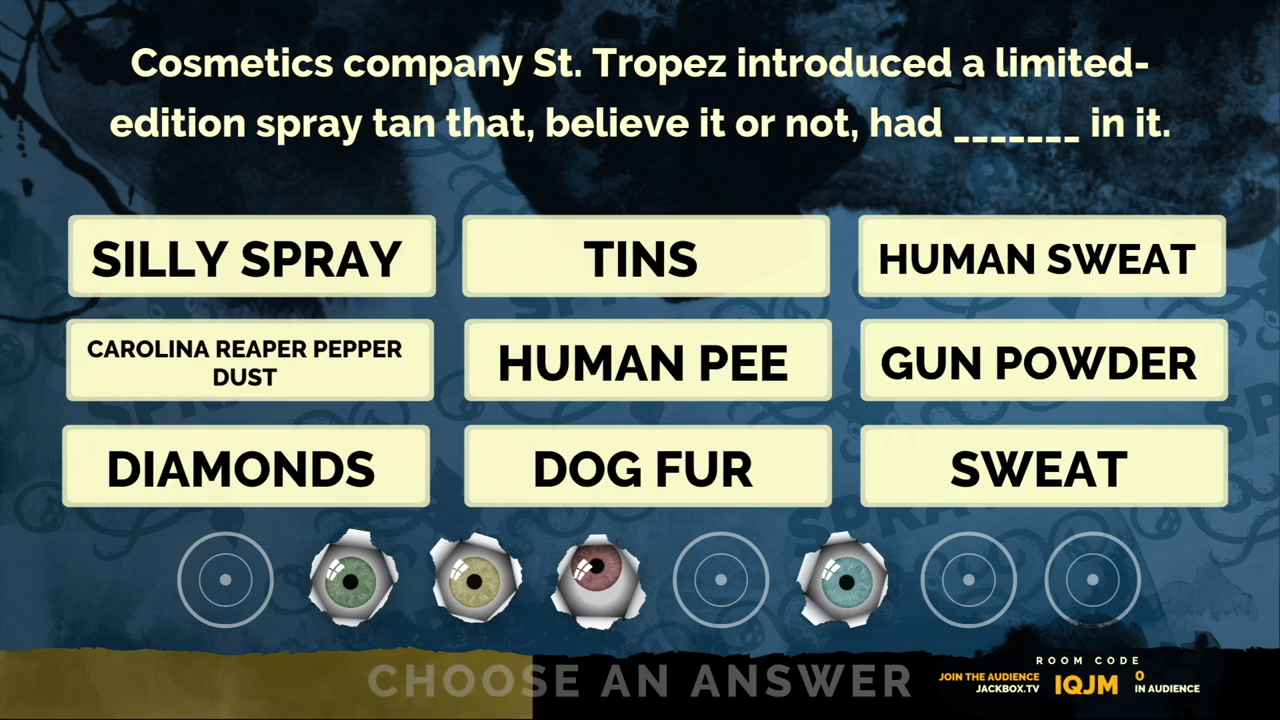 Cosmetics company St. Tropez introduced a limited-
edition spray tan that, believe it or not, had _______ in it.
SILLY SPRAY
TINS
HUMAN SWEAT
CAROLINA REAPER PEPPER
DUST
HUMAN PEE
GUN POWDER
DIAMONDS
DOG FUR
SWEAT
CHOOSE AN ANSWER
ROOM CODE
JOIN THE AUDIENCE
JACKBOX.TV
IQJM
0
IN AUDIENCE